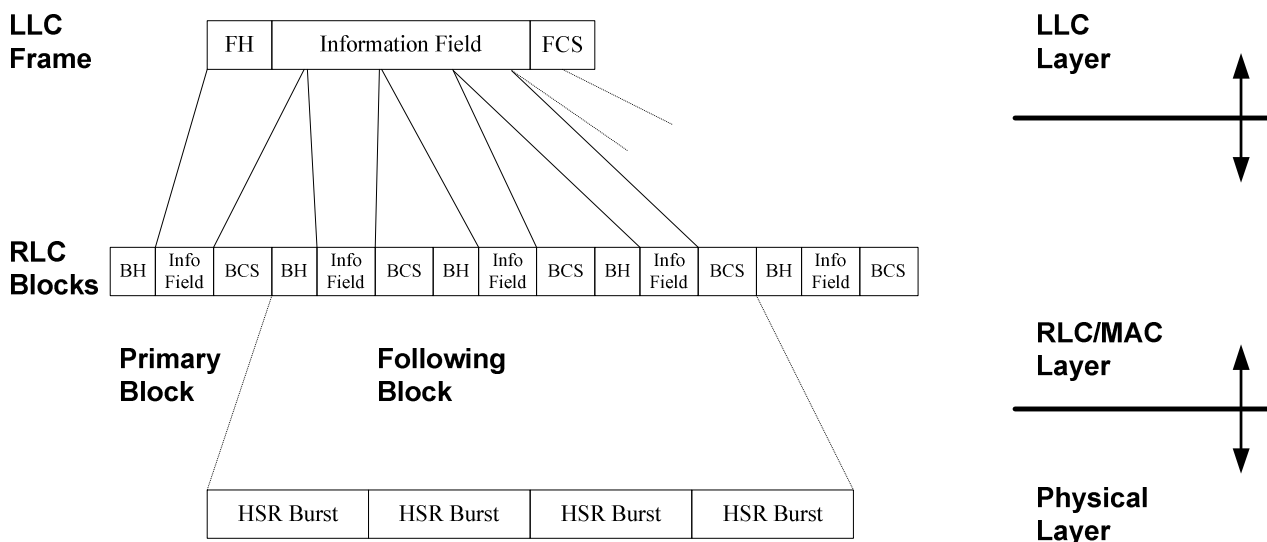 LLC
Frame
FH
Information Field
FCS
LLC
Layer
RLC
Blocks
BH
Info
Field
BCS
BH
Info
Field
BCS
BH
Info
Field
BCS
BH
Info
Field
BCS
BH
Info
Field
BCS
Primary
Block
Following
Block
RLC/MAC
Layer
HSR Burst
HSR Burst
HSR Burst
HSR Burst
Physical
Layer